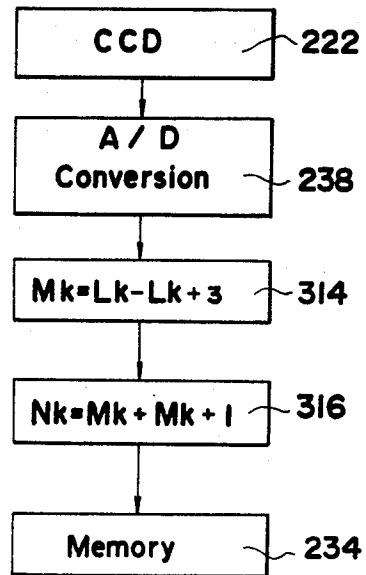 CCD
222
A / D
Conversion
238
Mk=Lk-Lk+3
314
Nk=Mk+Mk+1
316
Memory
234